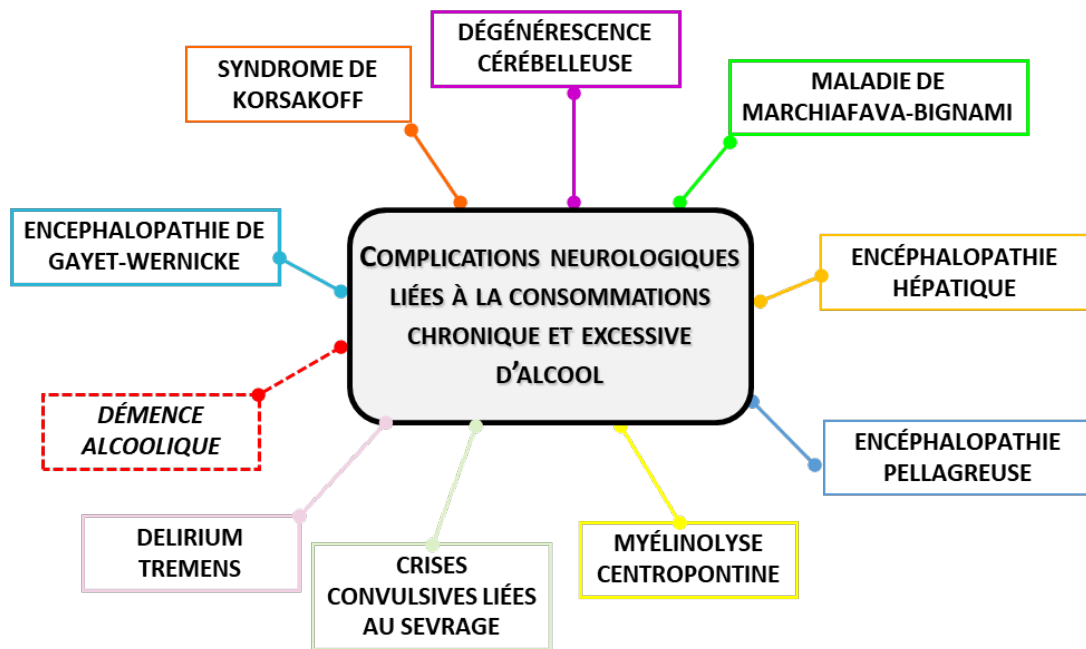 DÉGÉNÉRESCENCE
CÉRÉBELLEUSE
SYNDROME DE
KORSAKOFF
MALADIE DE
MARCHIAFAVA-BIGNAMI
ENCEPHALOPATHIE DE
GAYET-WERNICKE
COMPLICATIONS NEUROLOGIQUES
LIÉES À LA CONSOMMATIONS
CHRONIQUE ET EXCESSIVE
D'ALCOOL
ENCÉPHALOPATHIE
HÉPATIQUE
DÉMENCE
ALCOOLIQUE
ENCÉPHALOPATHIE
PELLAGREUSE
DELIRIUM
TREMENS
CRISES
CONVULSIVES LIÉES
AU SEVRAGE
MYÉLINOLYSE
CENTROPONTINE